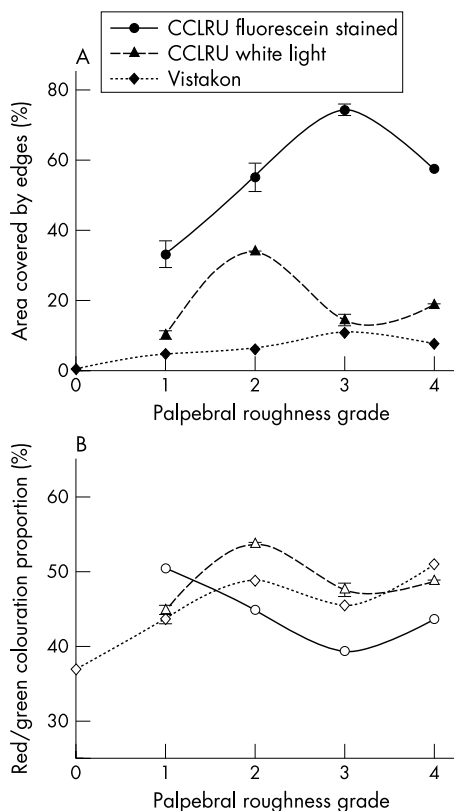 A
CCLRU fluorescein stained
CCLRU white light
Vistakon
80
60
40
20
0
Area covered by edges (%)
0 1 2 3 4
Palpebral roughness grade
B
60
50
40
30
Red/green colouration proportion (%)
0 1 2 3 4
Palpebral roughness grade